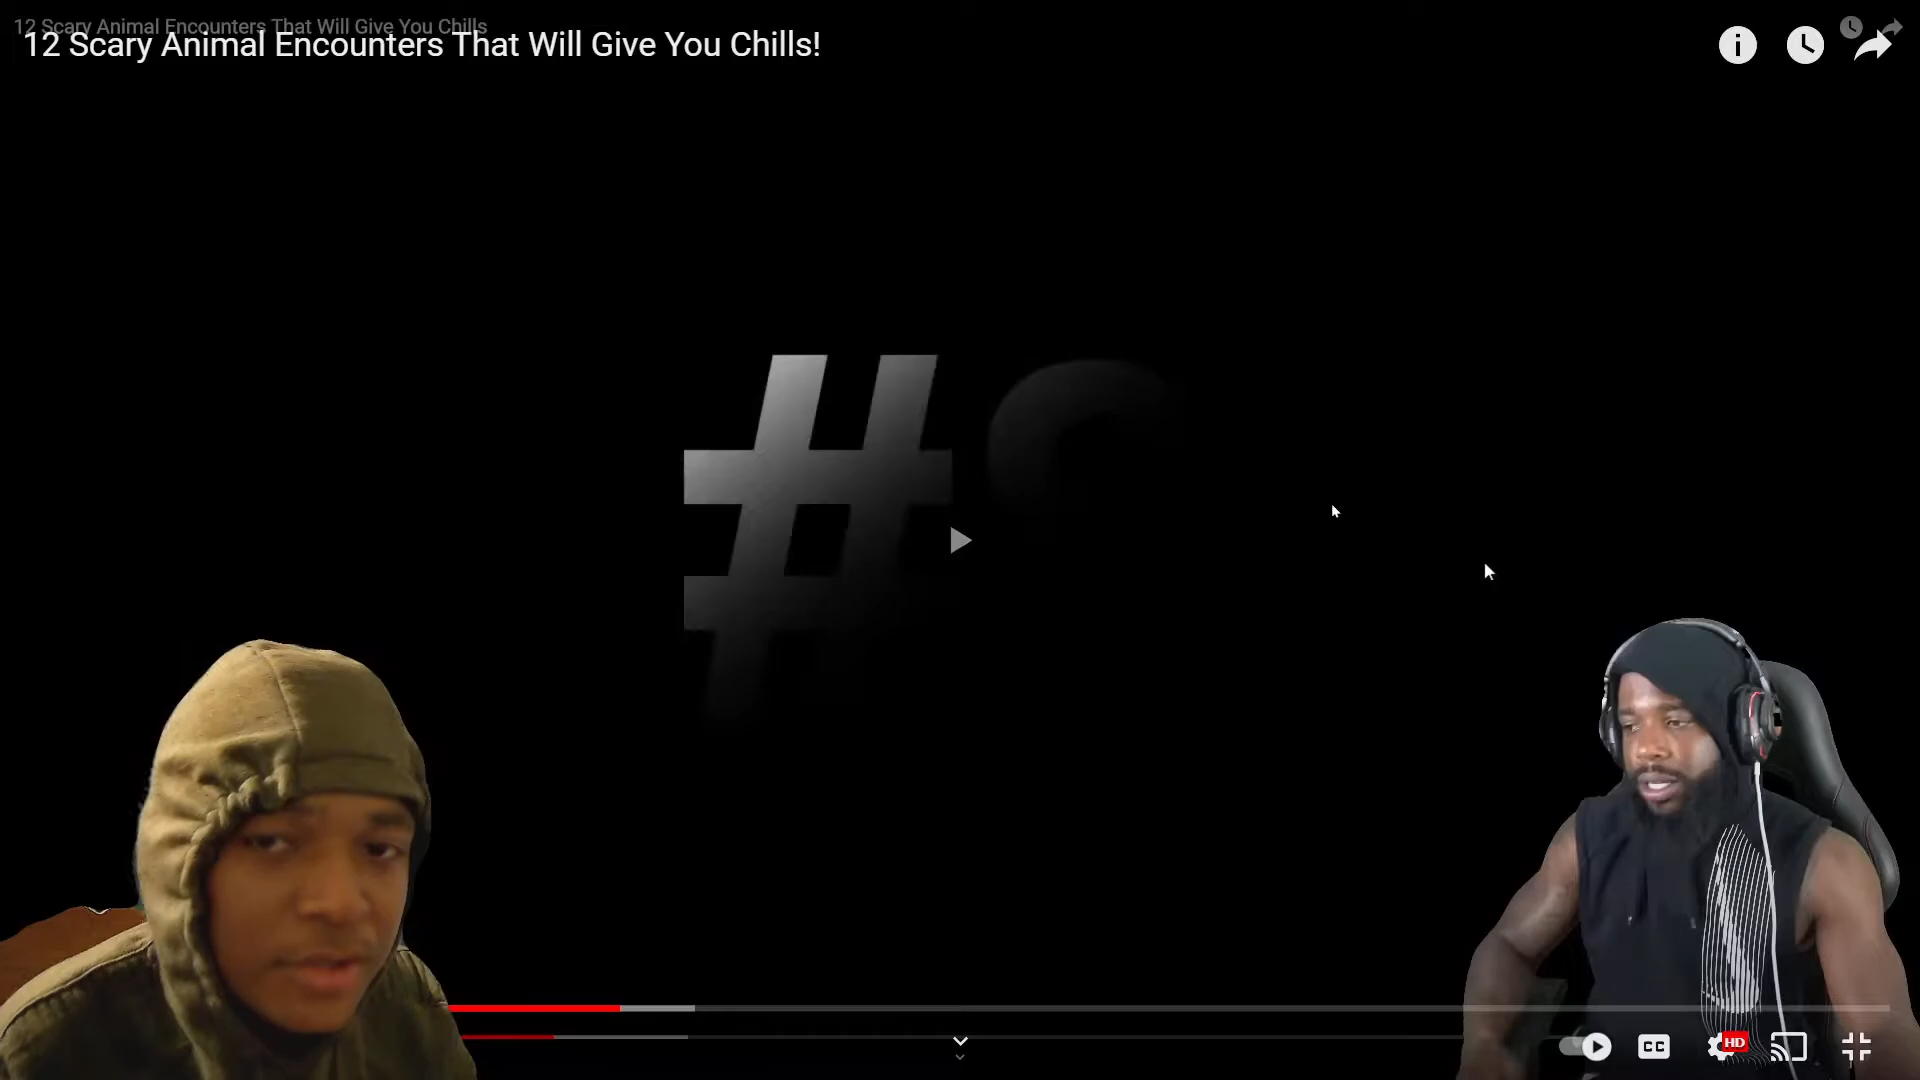 12 Scary Animal Encounters That Will Give You Chills
12 Scary Animal Encounters That Will Give You Chills!
#
CC
HD